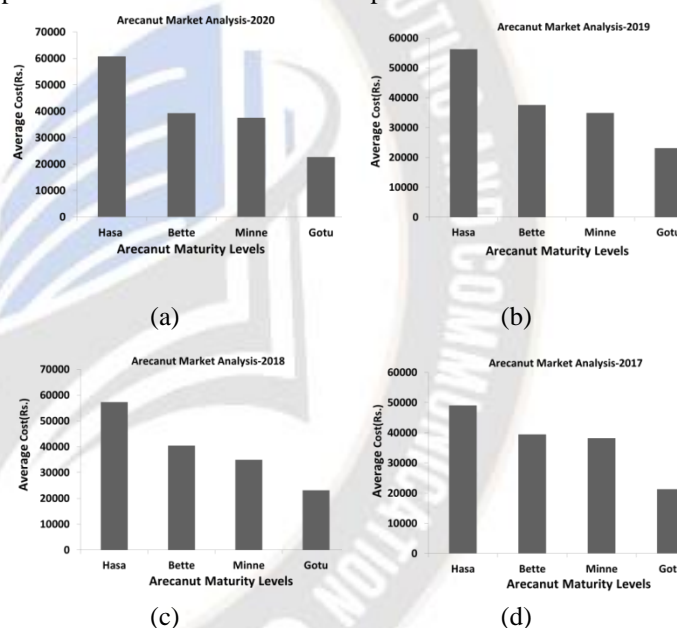 Arecanut Market Analysis-2020
70000
60000
50000
40000
30000
20000
10000
0
Average Cost(Rs.)
Hasa Bette Minne Gotu
Arecanut Maturity Levels
(a)
Arecanut Market Analysis-2019
60000
50000
40000
30000
20000
10000
0
Average Cost(Rs.)
Hasa Bette Minne Gotu
Arecanut Maturity Levels
(b)
Arecanut Market Analysis-2018
70000
60000
50000
40000
30000
20000
10000
0
Average Cost(Rs.)
Hasa Bette Minne Gotu
Arecanut Maturity Levels
(c)
Arecanut Market Analysis-2017
60000
50000
40000
30000
20000
10000
0
Average Cost(Rs.)
Hasa Bette Minne Gotu
Arecanut Maturity Levels
(d)
AND COMMUNICATION